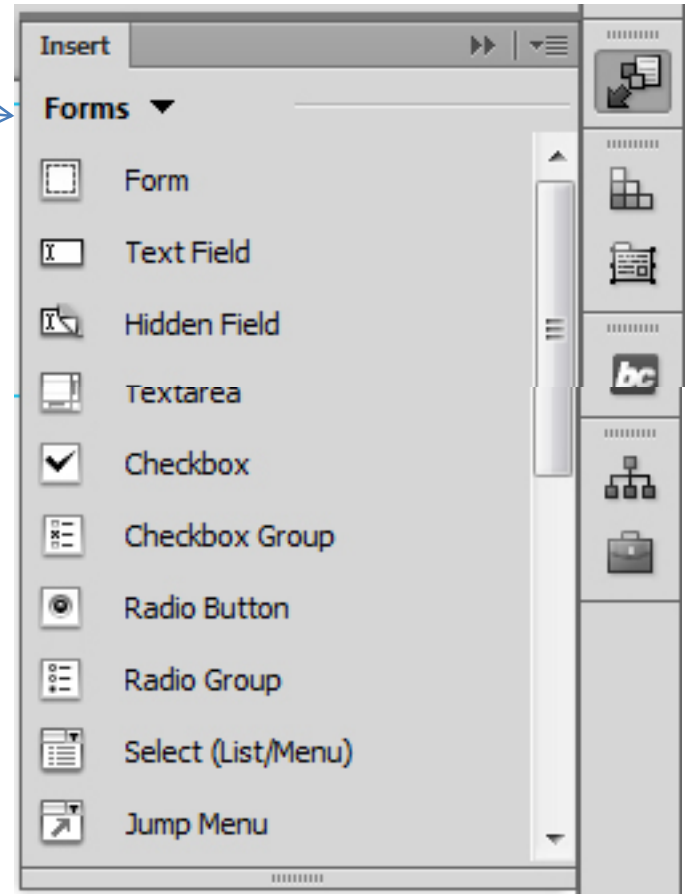 Insert
Forms
Form
Text Field
Hidden Field
Textarea
bc
Checkbox
Checkbox Group
Radio Button
Radio Group
Select (List/Menu)
Jump Menu